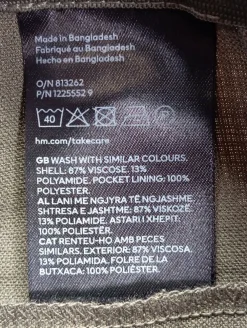 Made in Bangladesh
Fabriqué au Bangladesh
Hecho en Bangladesh
O/N 813262
P/N 1225552 9
40
hm.com/takecare
GB WASH WITH SIMILAR COLOURS.
SHELL: 87% VISCOSE. 13%
POLYAMIDE. POCKET LINING: 100%
POLYESTER.
AL LANI ME NGJYRA TË NGJASHME.
SHTRESA E JASHTME: 87% VISKOZË.
13% POLIAMIDE. ASTARI I XHEPIT:
100% POLIESTËR.
CAT RENTEU-HO AMB PECES
SIMILARS. EXTERIOR: 87% VISCOSA.
13% POLIAMIDA. FOLRE DE LA
BUTXACA: 100% POLIÈSTER.